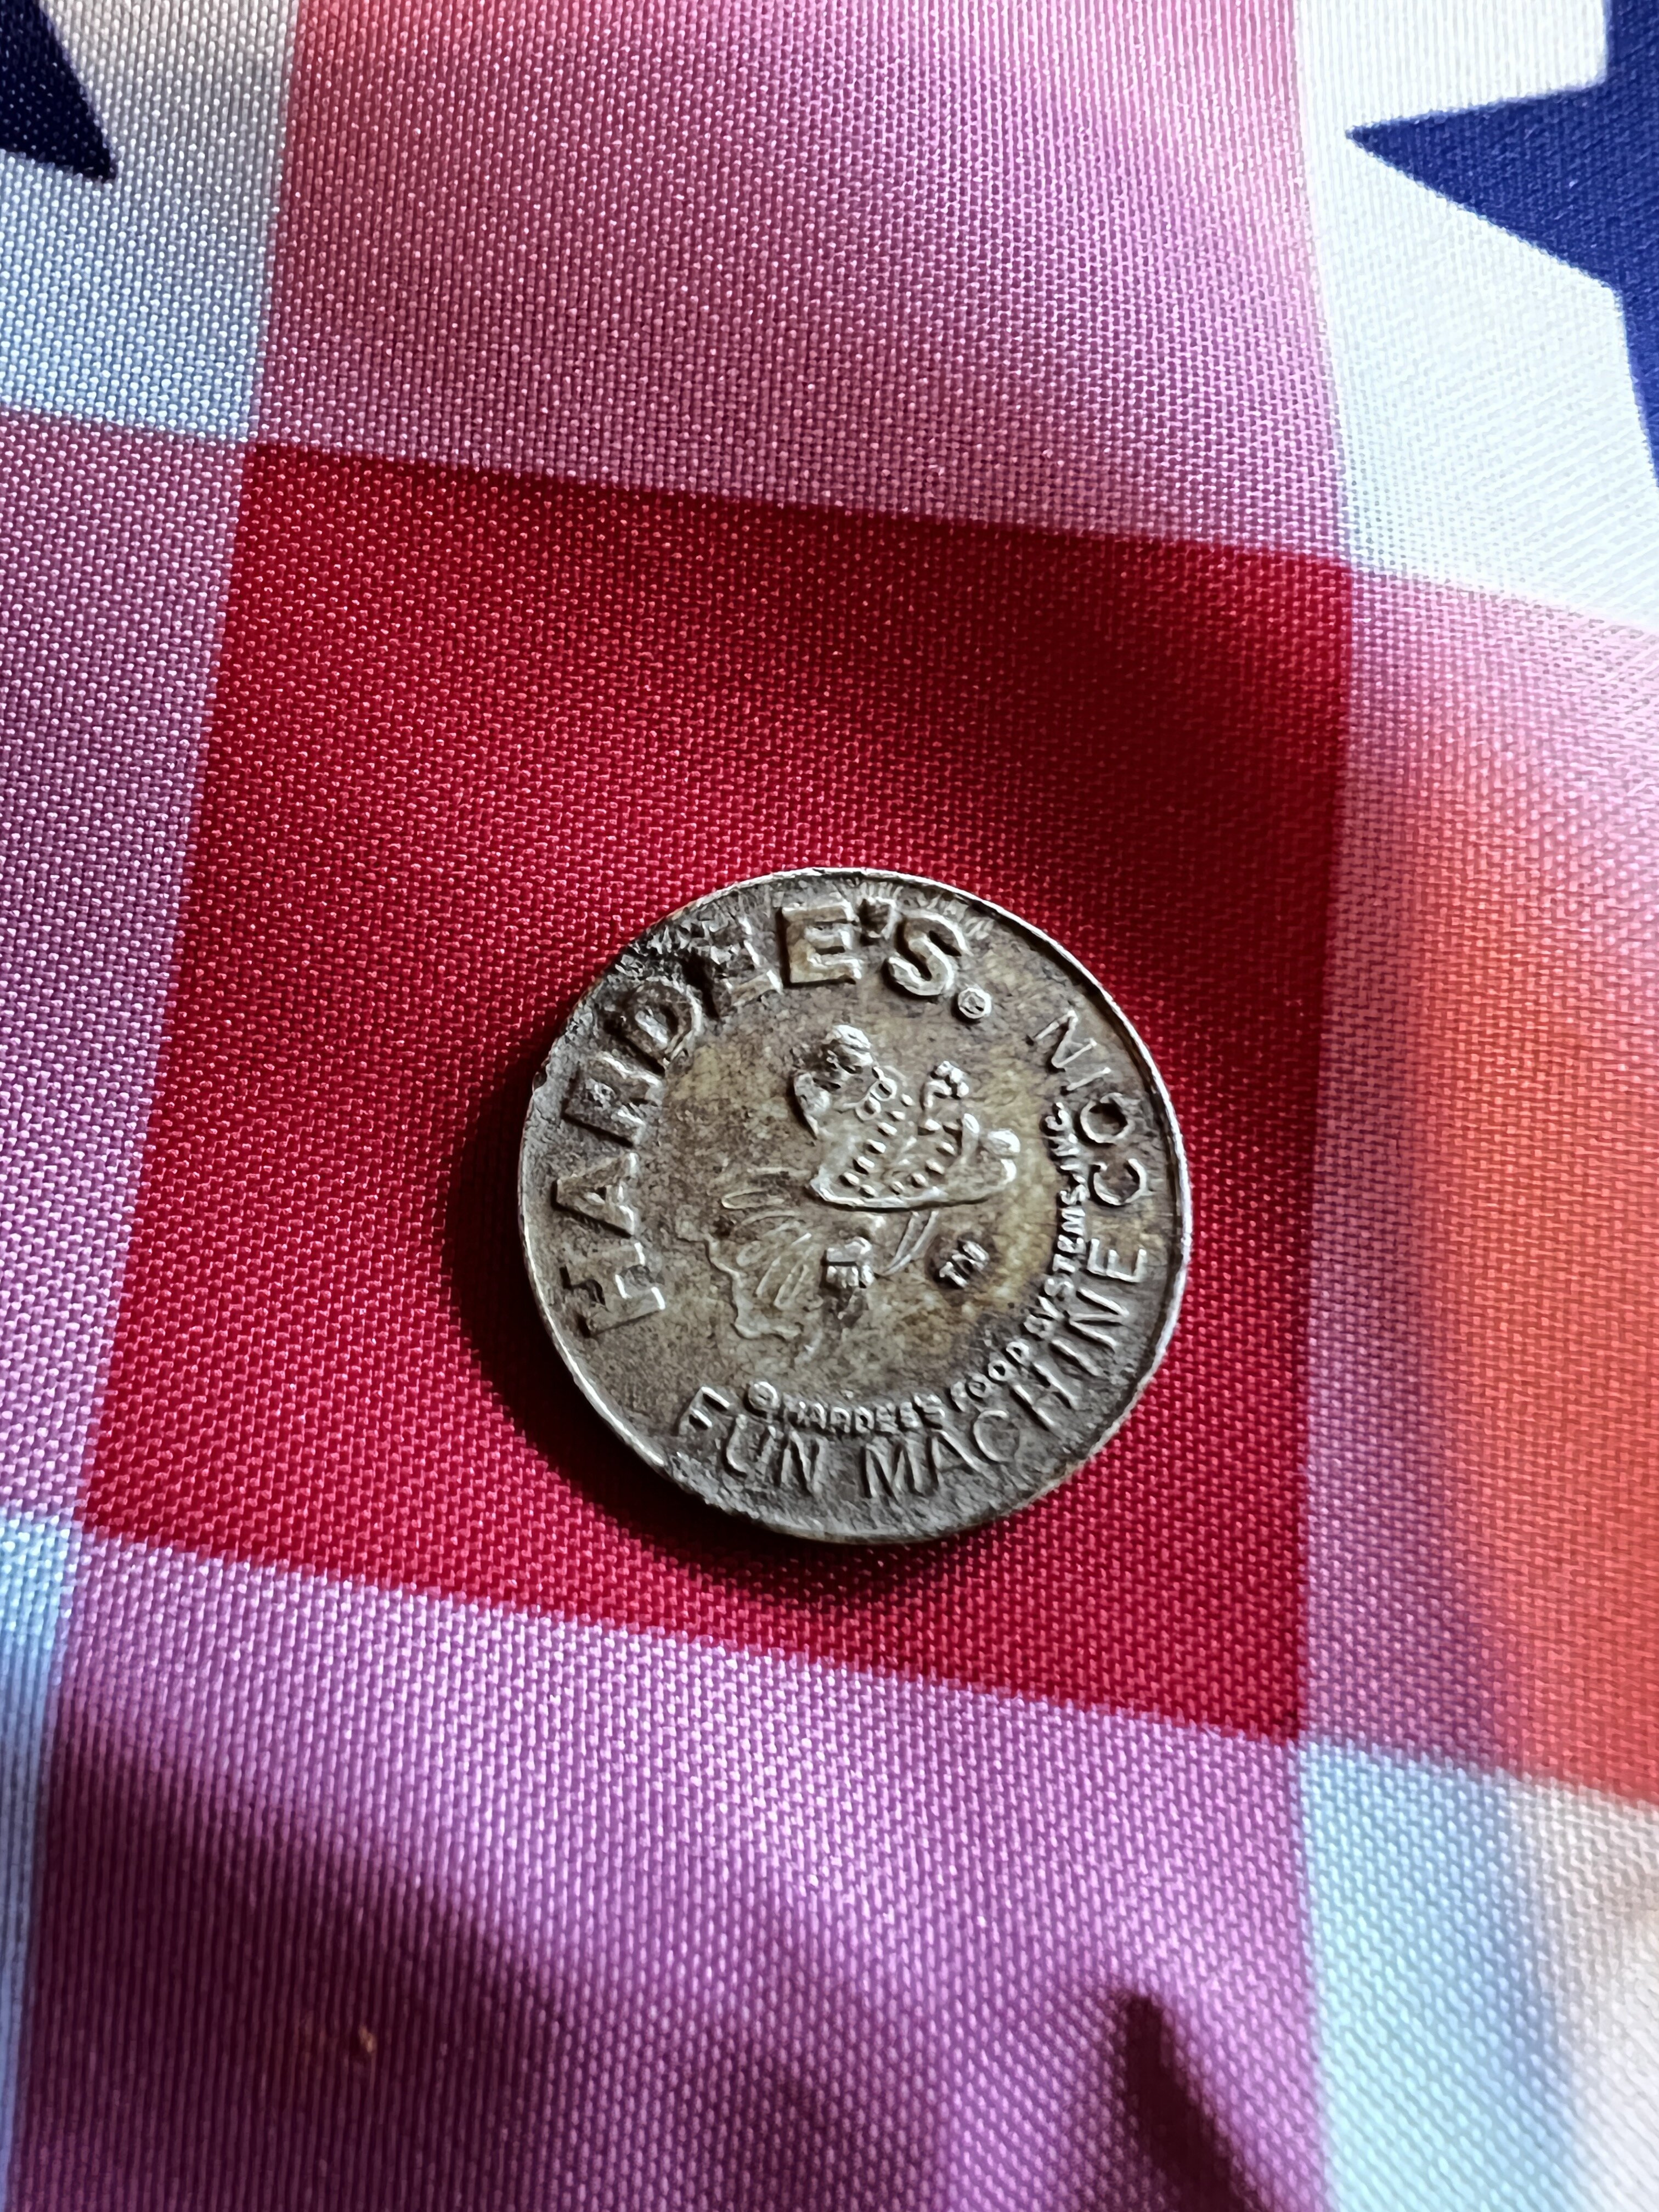 HARDEE'S.®
TM
©HARDEE'S FOOD SYSTEMS, INC.
FUN MACHINE COIN